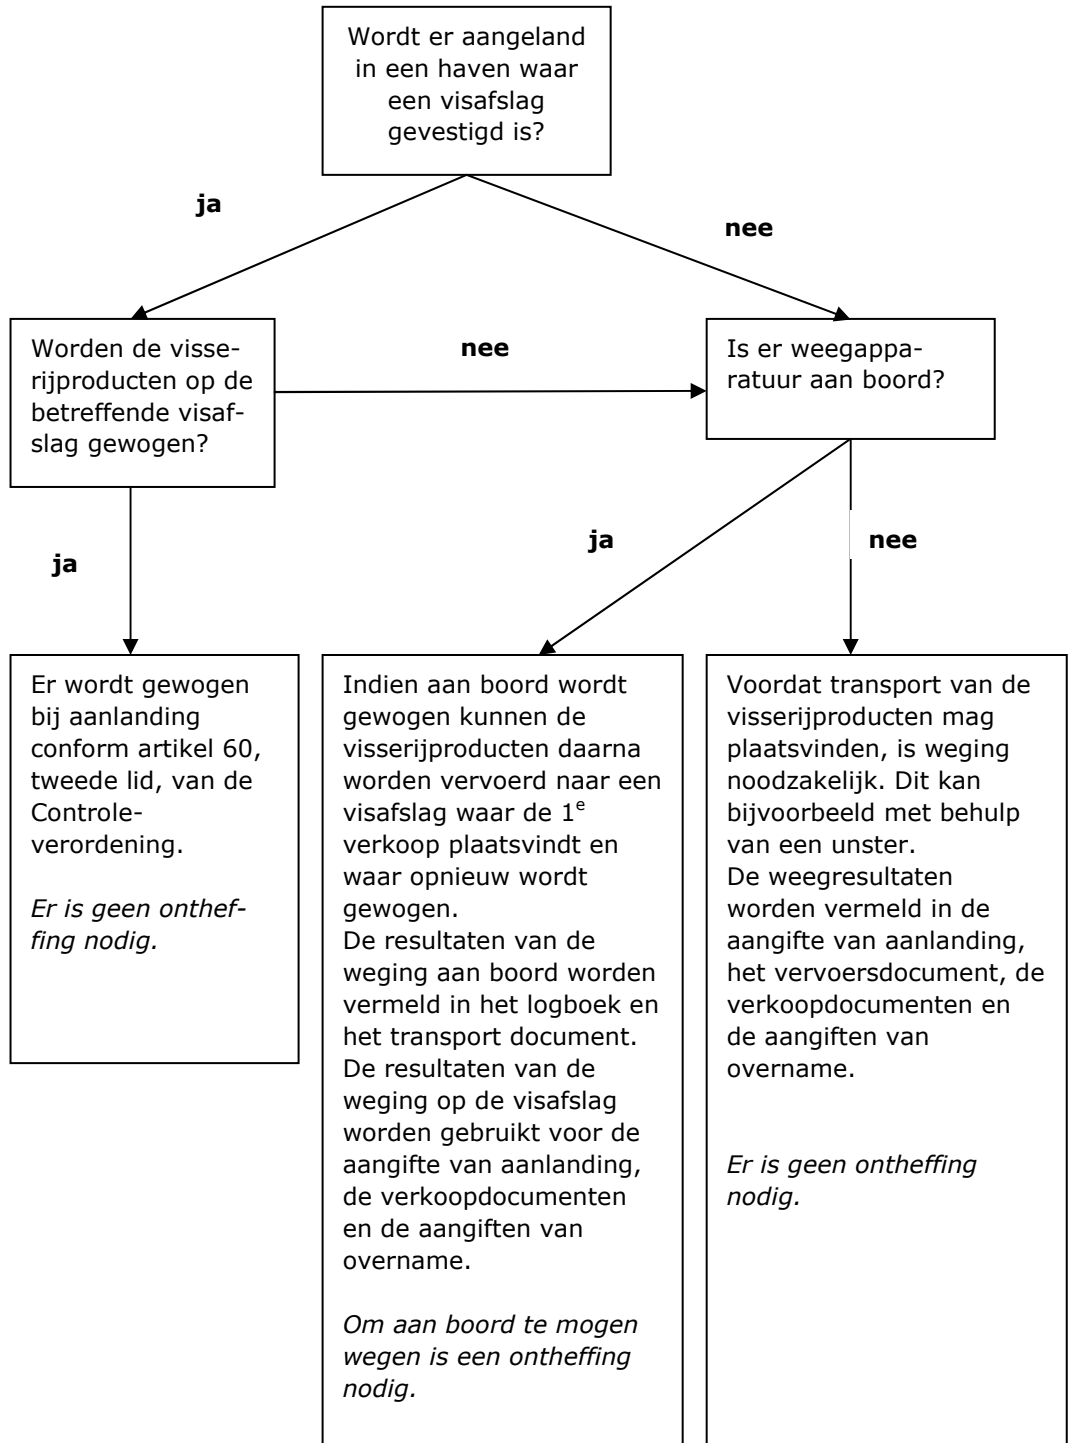 Wordt er aangeland
in een haven waar
een visafslag
gevestigd is?
ja
nee
Worden de visse-
rijproducten op de
betreffende visaf-
slag gewogen?
nee
Is er weegappa-
ratuur aan boord?
ja
ja
nee
Er wordt gewogen
bij aanlanding
conform artikel 60,
tweede lid, van de
Controle-
verordening.
Er is geen onthef-
fing nodig.
Indien aan boord wordt
gewogen kunnen de
visserijproducten daarna
worden vervoerd naar een
visafslag waar de 1e
verkoop plaatsvindt en
waar opnieuw wordt
gewogen.
De resultaten van de
weging aan boord worden
vermeld in het logboek en
het transport document.
De resultaten van de
weging op de visafslag
worden gebruikt voor de
aangifte van aanlanding,
de verkoopdocumenten
en de aangiften van
overname.
Om aan boord te mogen
wegen is een ontheffing
nodig.
Voordat transport van de
visserijproducten mag
plaatsvinden, is weging
noodzakelijk. Dit kan
bijvoorbeeld met behulp
van een unster.
De weegresultaten
worden vermeld in de
aangifte van aanlanding,
het vervoersdocument, de
verkoopdocumenten en
de aangiften van
overname.
Er is geen ontheffing
nodig.